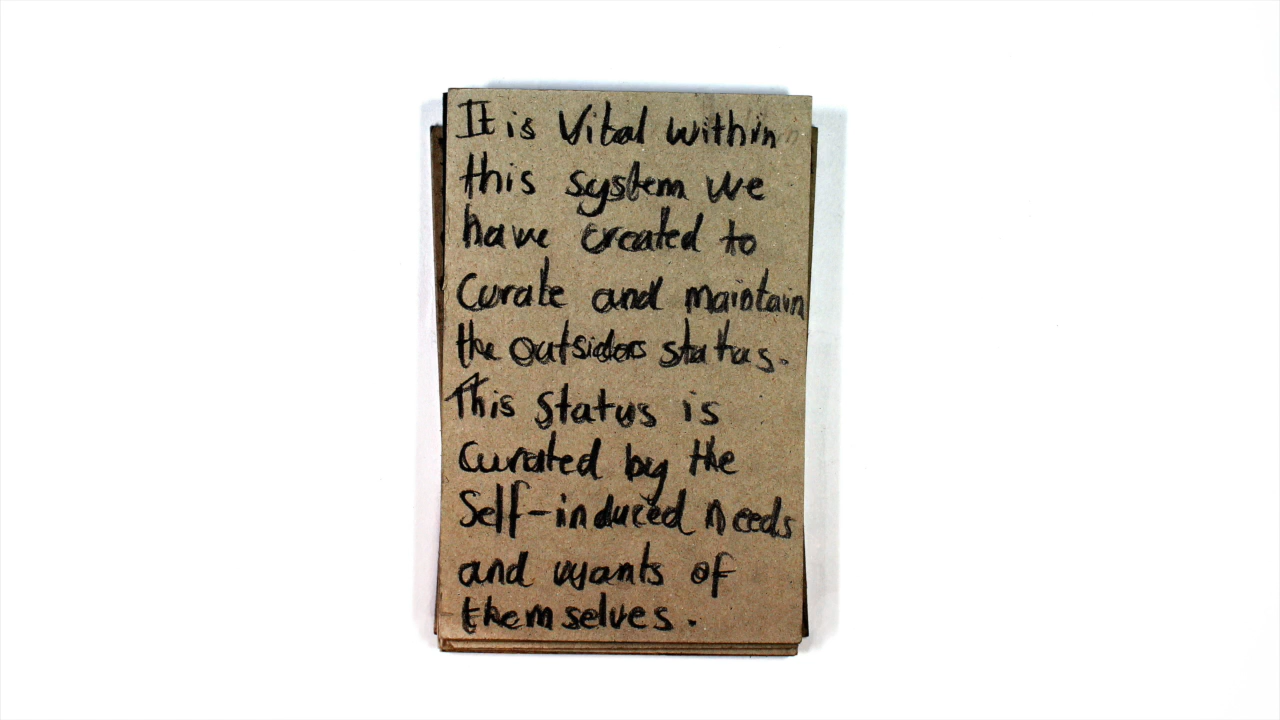 It is Vital within
this system we
have created to
Curate and maintain
the outsiders status.
This Status is
Curated by the
Self-induced needs
and wants of
themselves.